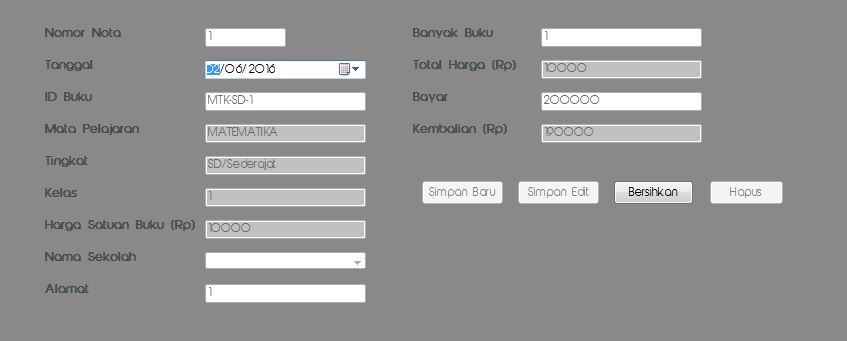 Nomor Nota 1
Tanggal 02/06/2016
ID Buku MTK-SD-1
Mata Pelajaran MATEMATIKA
Tingkat SD/Sederajat
Kelas 1
Harga Satuan Buku (Rp) 10000
Nama Sekolah
Alamat 1
Banyak Buku 1
Total Harga (Rp) 10000
Bayar 200000
Kembalian (Rp) 190000
Simpan Baru Simpan Edit Bersihkan Hapus